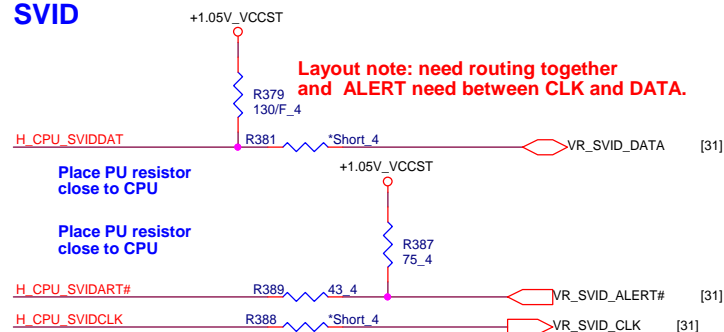 SVID
+1.05V_VCCST
Layout note: need routing together
and ALERT need between CLK and DATA.
R379
130/F_4
H_CPU_SVIDDAT
R381
*Short_4
VR_SVID_DATA
[31]
Place PU resistor
close to CPU
+1.05V_VCCST
Place PU resistor
close to CPU
R387
75_4
H_CPU_SVIDART#
R389
43_4
VR_SVID_ALERT#
[31]
H_CPU_SVIDCLK
R388
*Short_4
VR_SVID_CLK
[31]